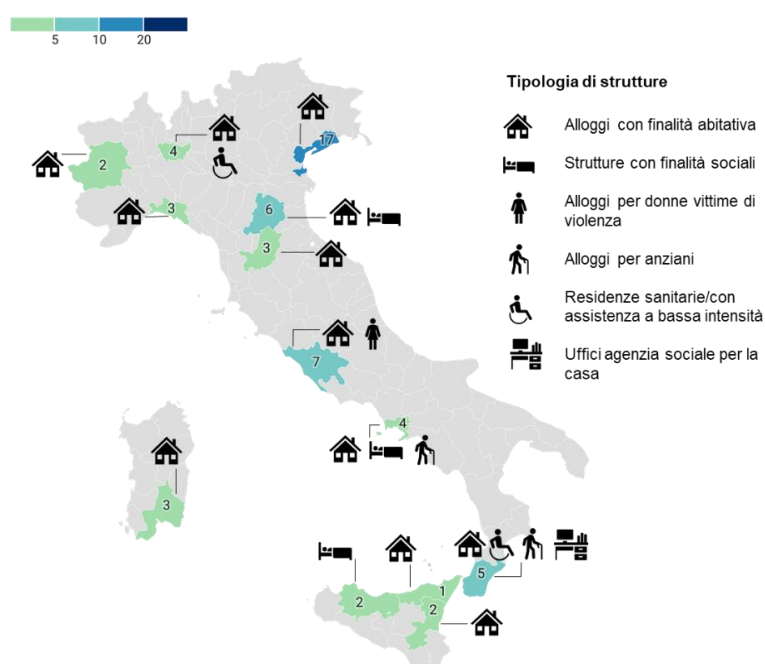 5 10 20
Tipologia di strutture
Alloggi con finalità abitativa
Strutture con finalità sociali
Alloggi per donne vittime di
violenza
Alloggi per anziani
Residenze sanitarie/con
assistenza a bassa intensità
Uffici agenzia sociale per la
casa
17
4
2
3
6
3
7
4
3
5
1
2
2